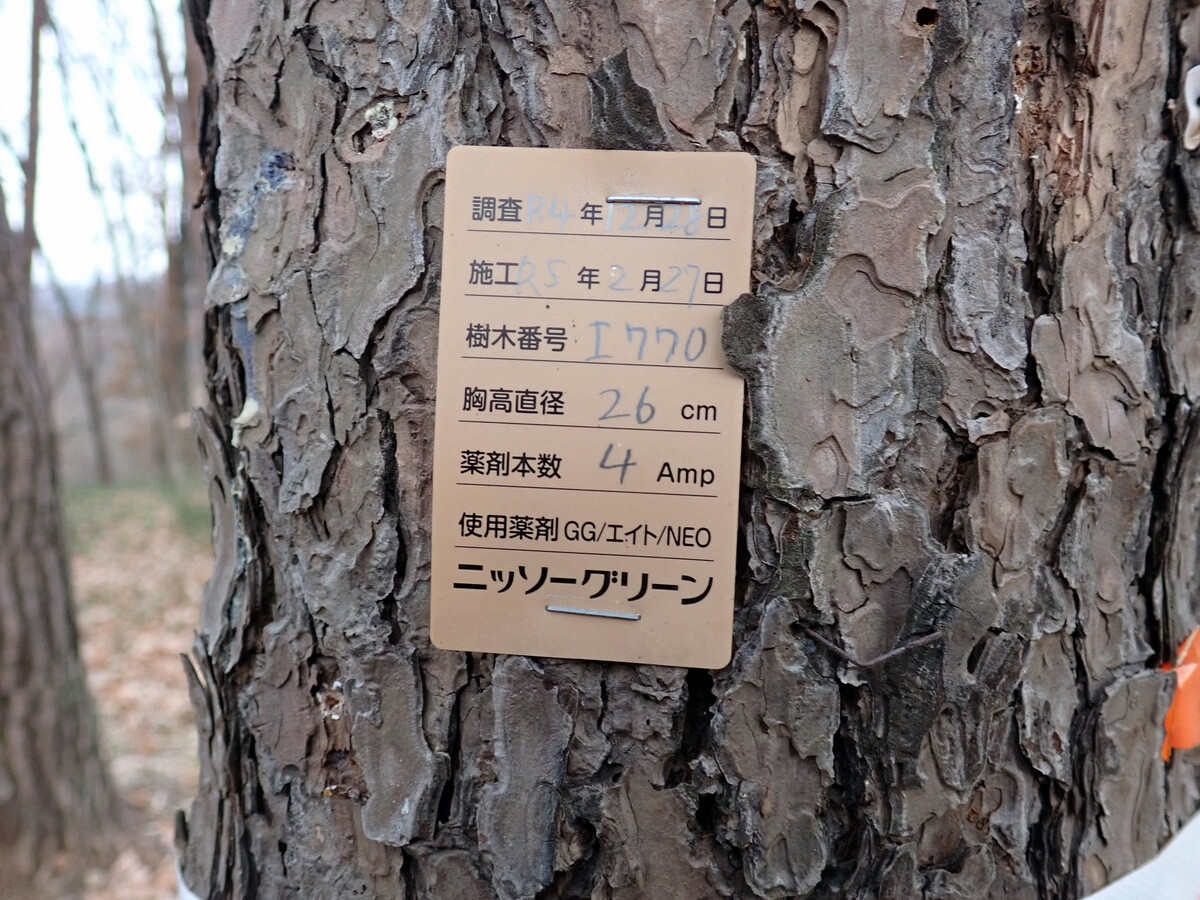 調査 R4 年 12 月 28 日
施工 R5 年 2 月 27 日
樹木番号 I770
胸高直径 26 cm
薬剤本数 4 Amp
使用薬剤 GG/エイト/NEO
ニッソーグリーン